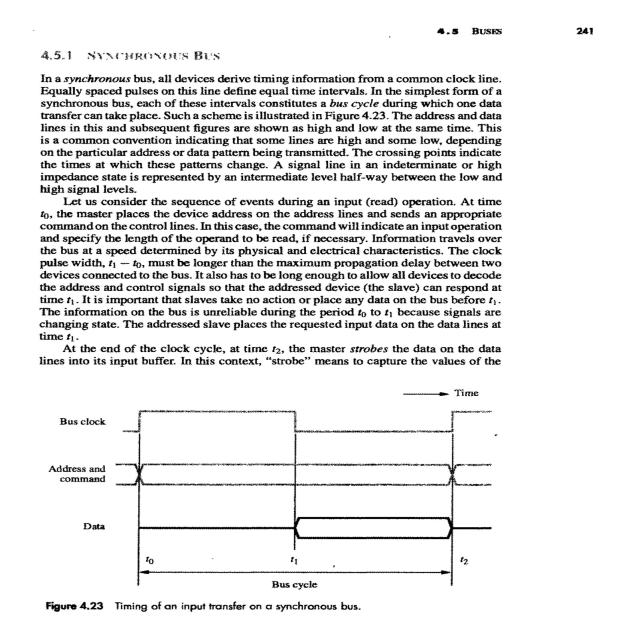 4.5 BUSES 241
4.5.1 SYNCHRONOUS BUS
In a synchronous bus, all devices derive timing information from a common clock line.
Equally spaced pulses on this line define equal time intervals. In the simplest form of a
synchronous bus, each of these intervals constitutes a bus cycle during which one data
transfer can take place. Such a scheme is illustrated in Figure 4.23. The address and data
lines in this and subsequent figures are shown as high and low at the same time. This
is a common convention indicating that some lines are high and some low, depending
on the particular address or data pattern being transmitted. The crossing points indicate
the times at which these patterns change. A signal line in an indeterminate or high
impedance state is represented by an intermediate level half-way between the low and
high signal levels.
Let us consider the sequence of events during an input (read) operation. At time
t0, the master places the device address on the address lines and sends an appropriate
command on the control lines. In this case, the command will indicate an input operation
and specify the length of the operand to be read, if necessary. Information travels over
the bus at a speed determined by its physical and electrical characteristics. The clock
pulse width, t1 − t0, must be longer than the maximum propagation delay between two
devices connected to the bus. It also has to be long enough to allow all devices to decode
the address and control signals so that the addressed device (the slave) can respond at
time t1. It is important that slaves take no action or place any data on the bus before t1.
The information on the bus is unreliable during the period t0 to t1 because signals are
changing state. The addressed slave places the requested input data on the data lines at
time t1.
At the end of the clock cycle, at time t2, the master strobes the data on the data
lines into its input buffer. In this context, "strobe" means to capture the values of the
Time
Bus clock
Address and
command
Data
t0 t1 t2
Bus cycle
Figure 4.23 Timing of an input transfer on a synchronous bus.